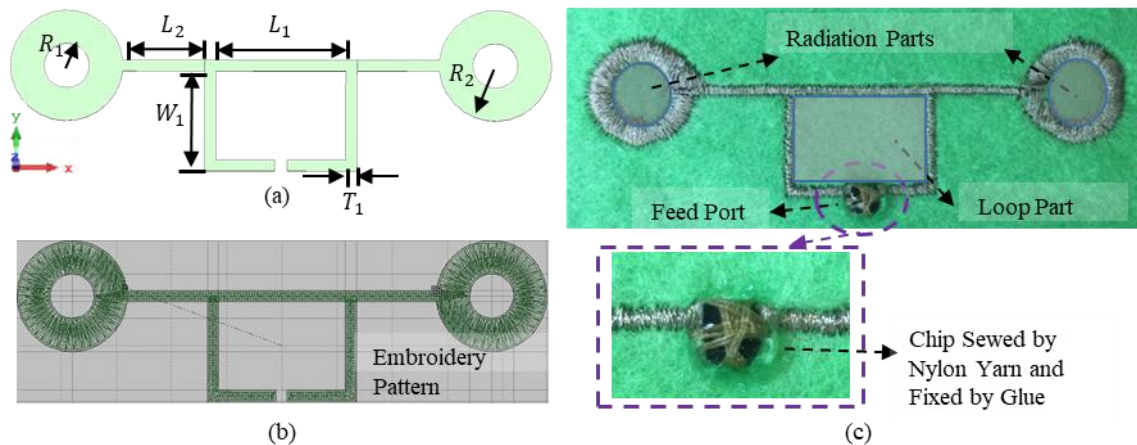 L₂
L₁
R₁
R₂
W₁
T₁
y
z
x
(a)
Embroidery
Pattern
(b)
Radiation Parts
Feed Port
Loop Part
Chip Sewed by
Nylon Yarn and
Fixed by Glue
(c)